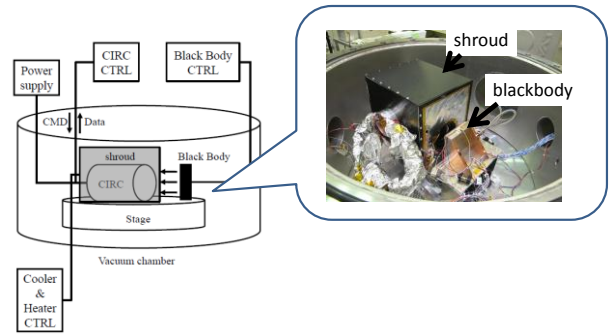 CIRC
CTRL
Black Body
CTRL
Power
supply
CMD
Data
shroud
CIRC
Black Body
Stage
Vacuum chamber
Cooler
&
Heater
CTRL
shroud
blackbody